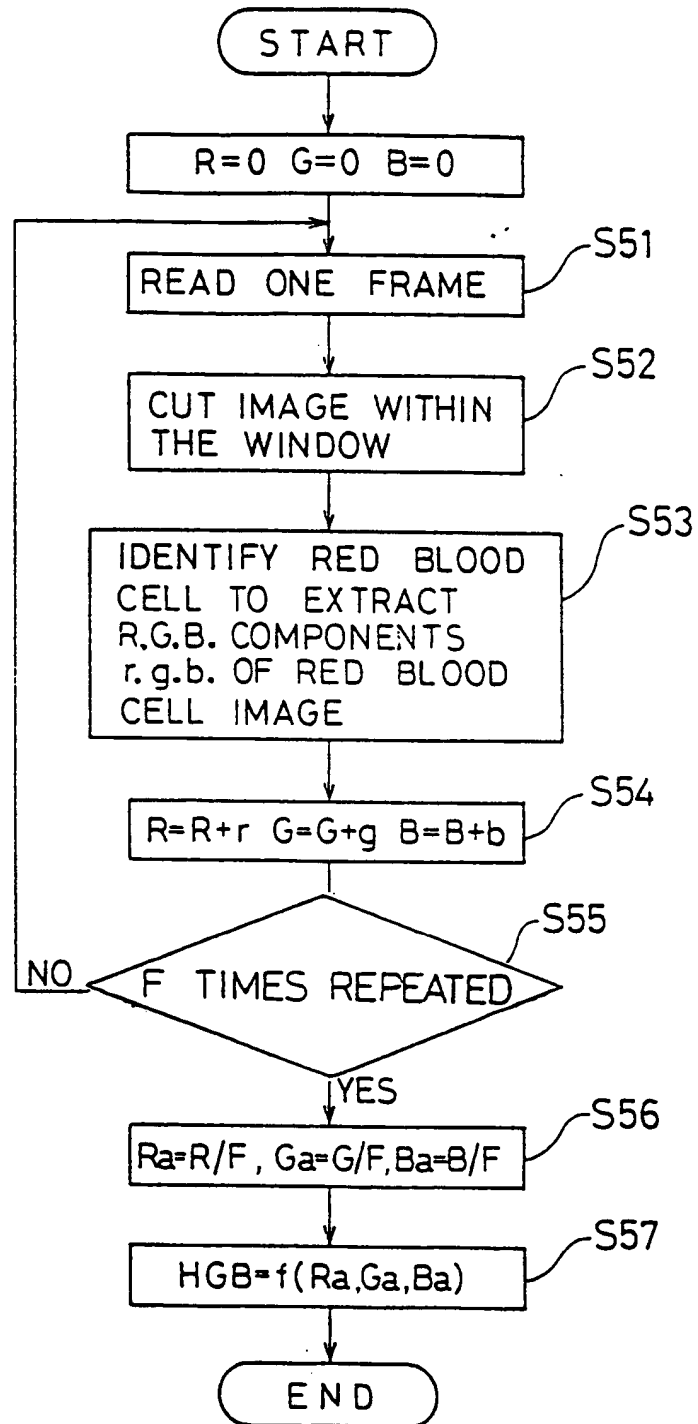 START
R=0 G=0 B=0
S51
READ ONE FRAME
S52
CUT IMAGE WITHIN
THE WINDOW
S53
IDENTIFY RED BLOOD
CELL TO EXTRACT
R.G.B. COMPONENTS
r.g.b. OF RED BLOOD
CELL IMAGE
S54
R=R+r G=G+g B=B+b
S55
NO
F TIMES REPEATED
YES
S56
Ra=R/F, Ga=G/F, Ba=B/F
S57
HGB=f(Ra,Ga,Ba)
END